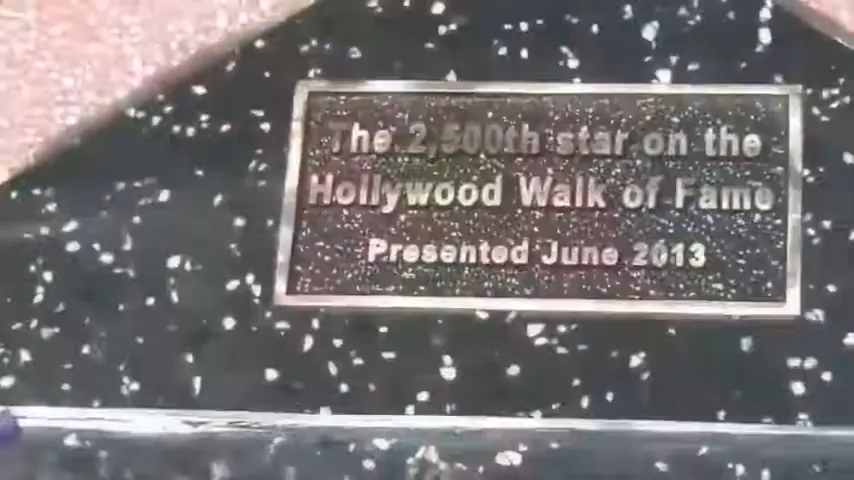 The 2,500th star on the
Hollywood Walk of Fame
Presented June 2013